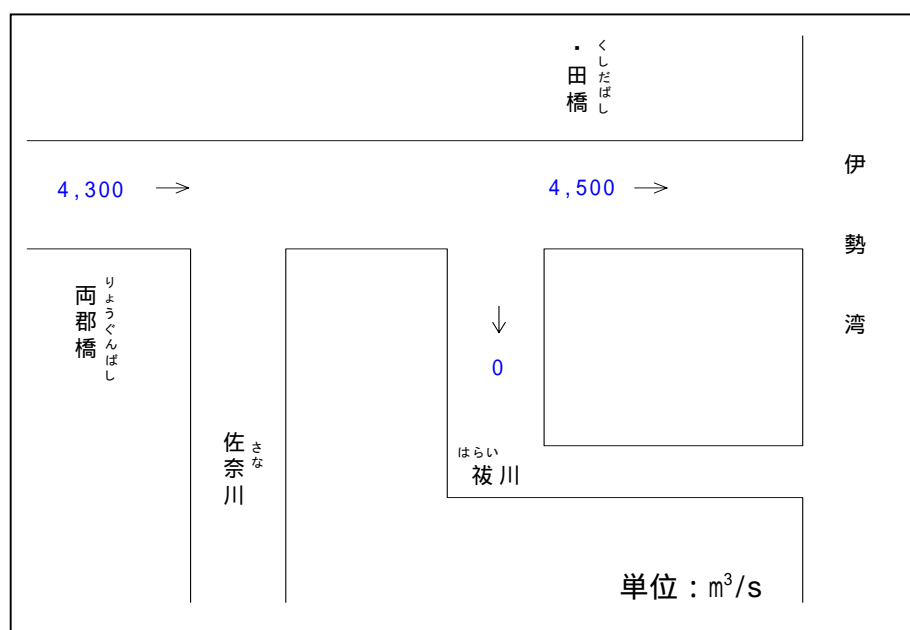 ・田橋
くしだばし
伊勢湾
4,300
4,500
両郡橋
りょうぐんばし
0
佐奈川
さな
はらい
祓川
単位：m³/s